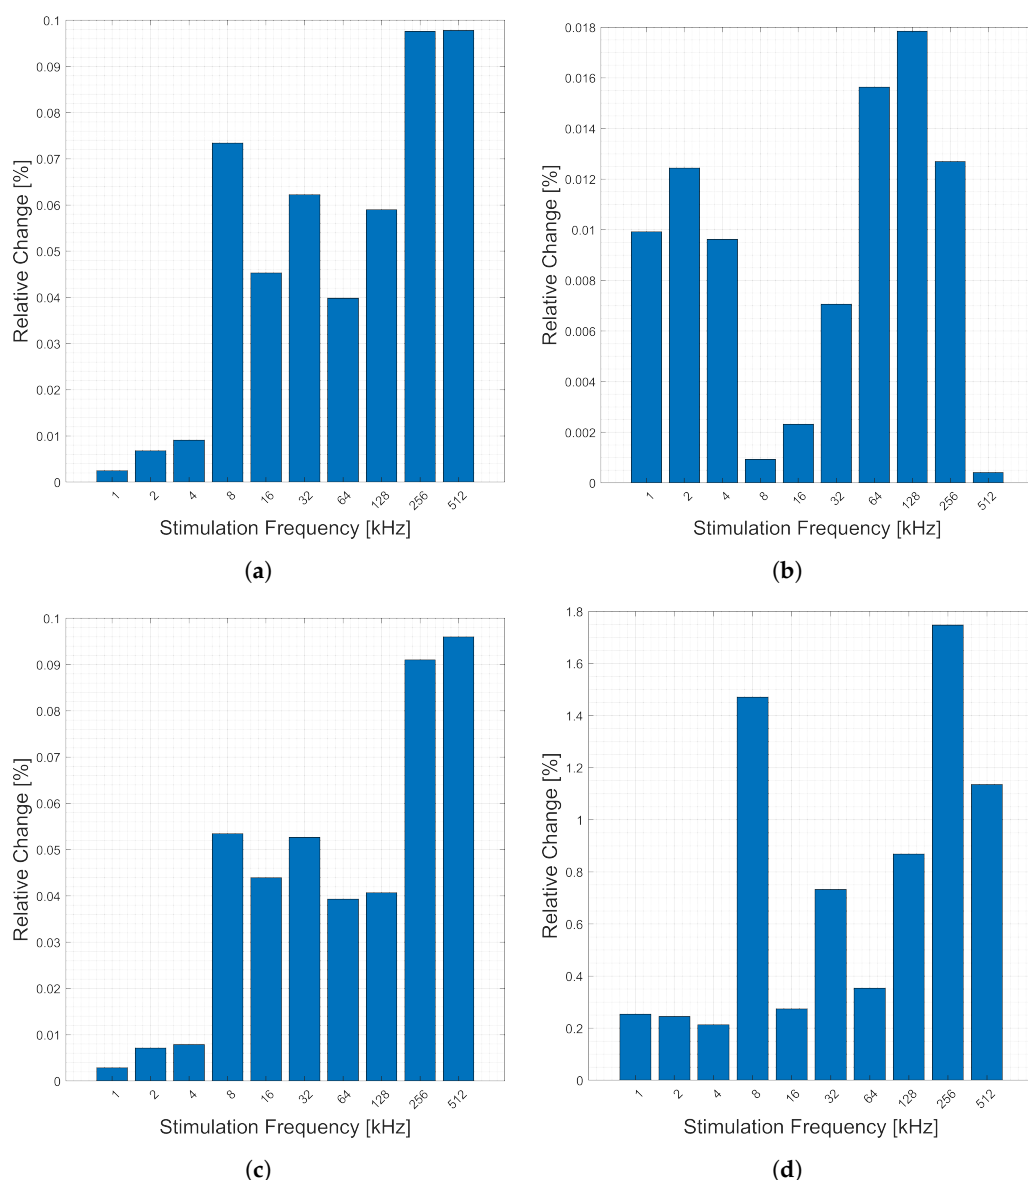 0.1
0.09
0.08
0.07
0.06
0.05
0.04
0.03
0.02
0.01
0
Relative Change [%]
1 2 4 8 16 32 64 128 256 512
Stimulation Frequency [kHz]
(a)
0.018
0.016
0.014
0.012
0.01
0.008
0.006
0.004
0.002
0
Relative Change [%]
1 2 4 8 16 32 64 128 256 512
Stimulation Frequency [kHz]
(b)
0.1
0.09
0.08
0.07
0.06
0.05
0.04
0.03
0.02
0.01
0
Relative Change [%]
1 2 4 8 16 32 64 128 256 512
Stimulation Frequency [kHz]
(c)
1.8
1.6
1.4
1.2
1
0.8
0.6
0.4
0.2
0
Relative Change [%]
1 2 4 8 16 32 64 128 256 512
Stimulation Frequency [kHz]
(d)